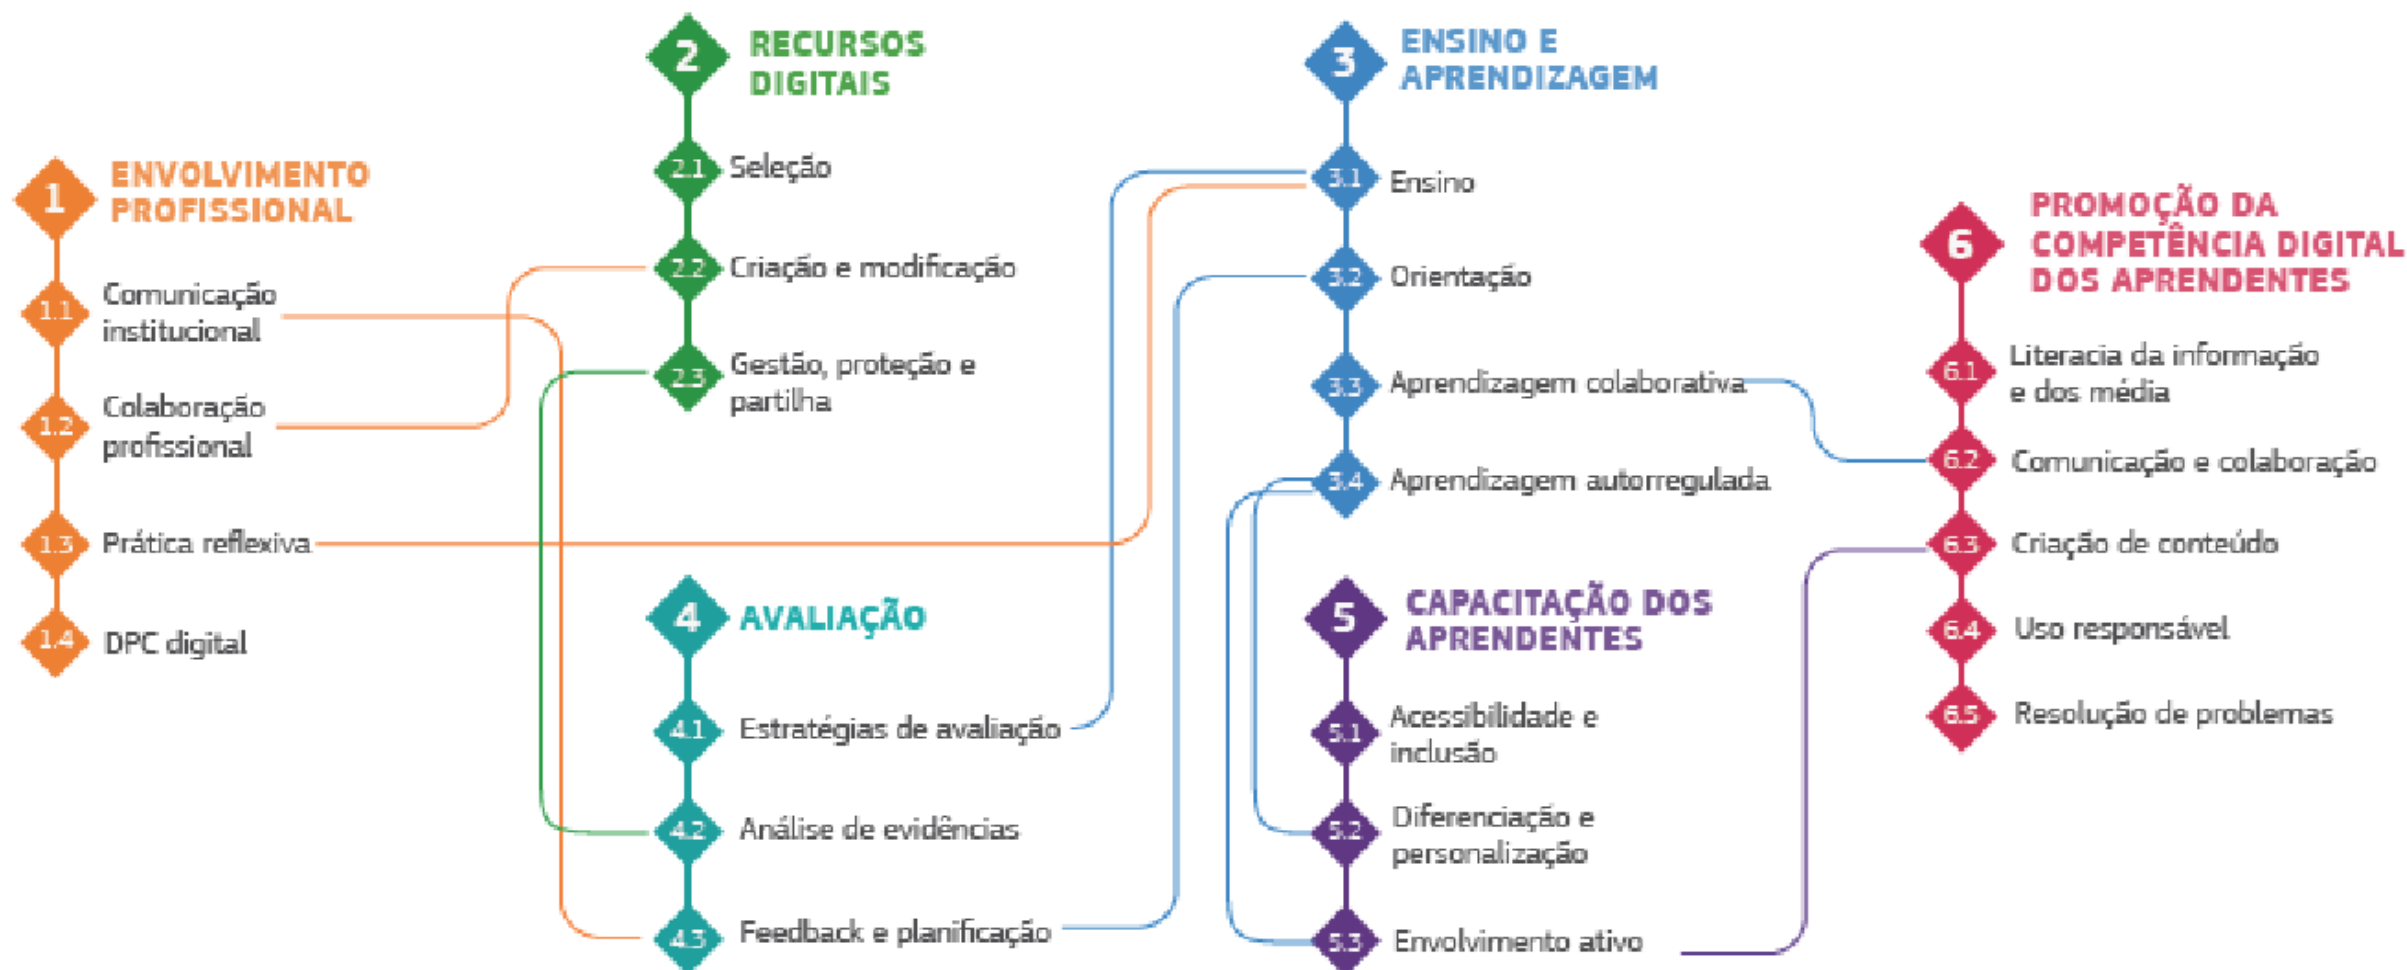 1
ENVOLVIMENTO
PROFISSIONAL
1.1
Comunicação
institucional
1.2
Colaboração
profissional
1.3
Prática reflexiva
1.4
DPC digital
2
RECURSOS
DIGITAIS
2.1
Seleção
2.2
Criação e modificação
2.3
Gestão, proteção e
partilha
3
ENSINO E
APRENDIZAGEM
3.1
Ensino
3.2
Orientação
3.3
Aprendizagem colaborativa
3.4
Aprendizagem autorregulada
4
AVALIAÇÃO
4.1
Estratégias de avaliação
4.2
Análise de evidências
4.3
Feedback e planificação
5
CAPACITAÇÃO DOS
APRENDENTES
5.1
Acessibilidade e
inclusão
5.2
Diferenciação e
personalização
5.3
Envolvimento ativo
6
PROMOÇÃO DA
COMPETÊNCIA DIGITAL
DOS APRENDENTES
6.1
Literacia da informação
e dos média
6.2
Comunicação e colaboração
6.3
Criação de conteúdo
6.4
Uso responsável
6.5
Resolução de problemas